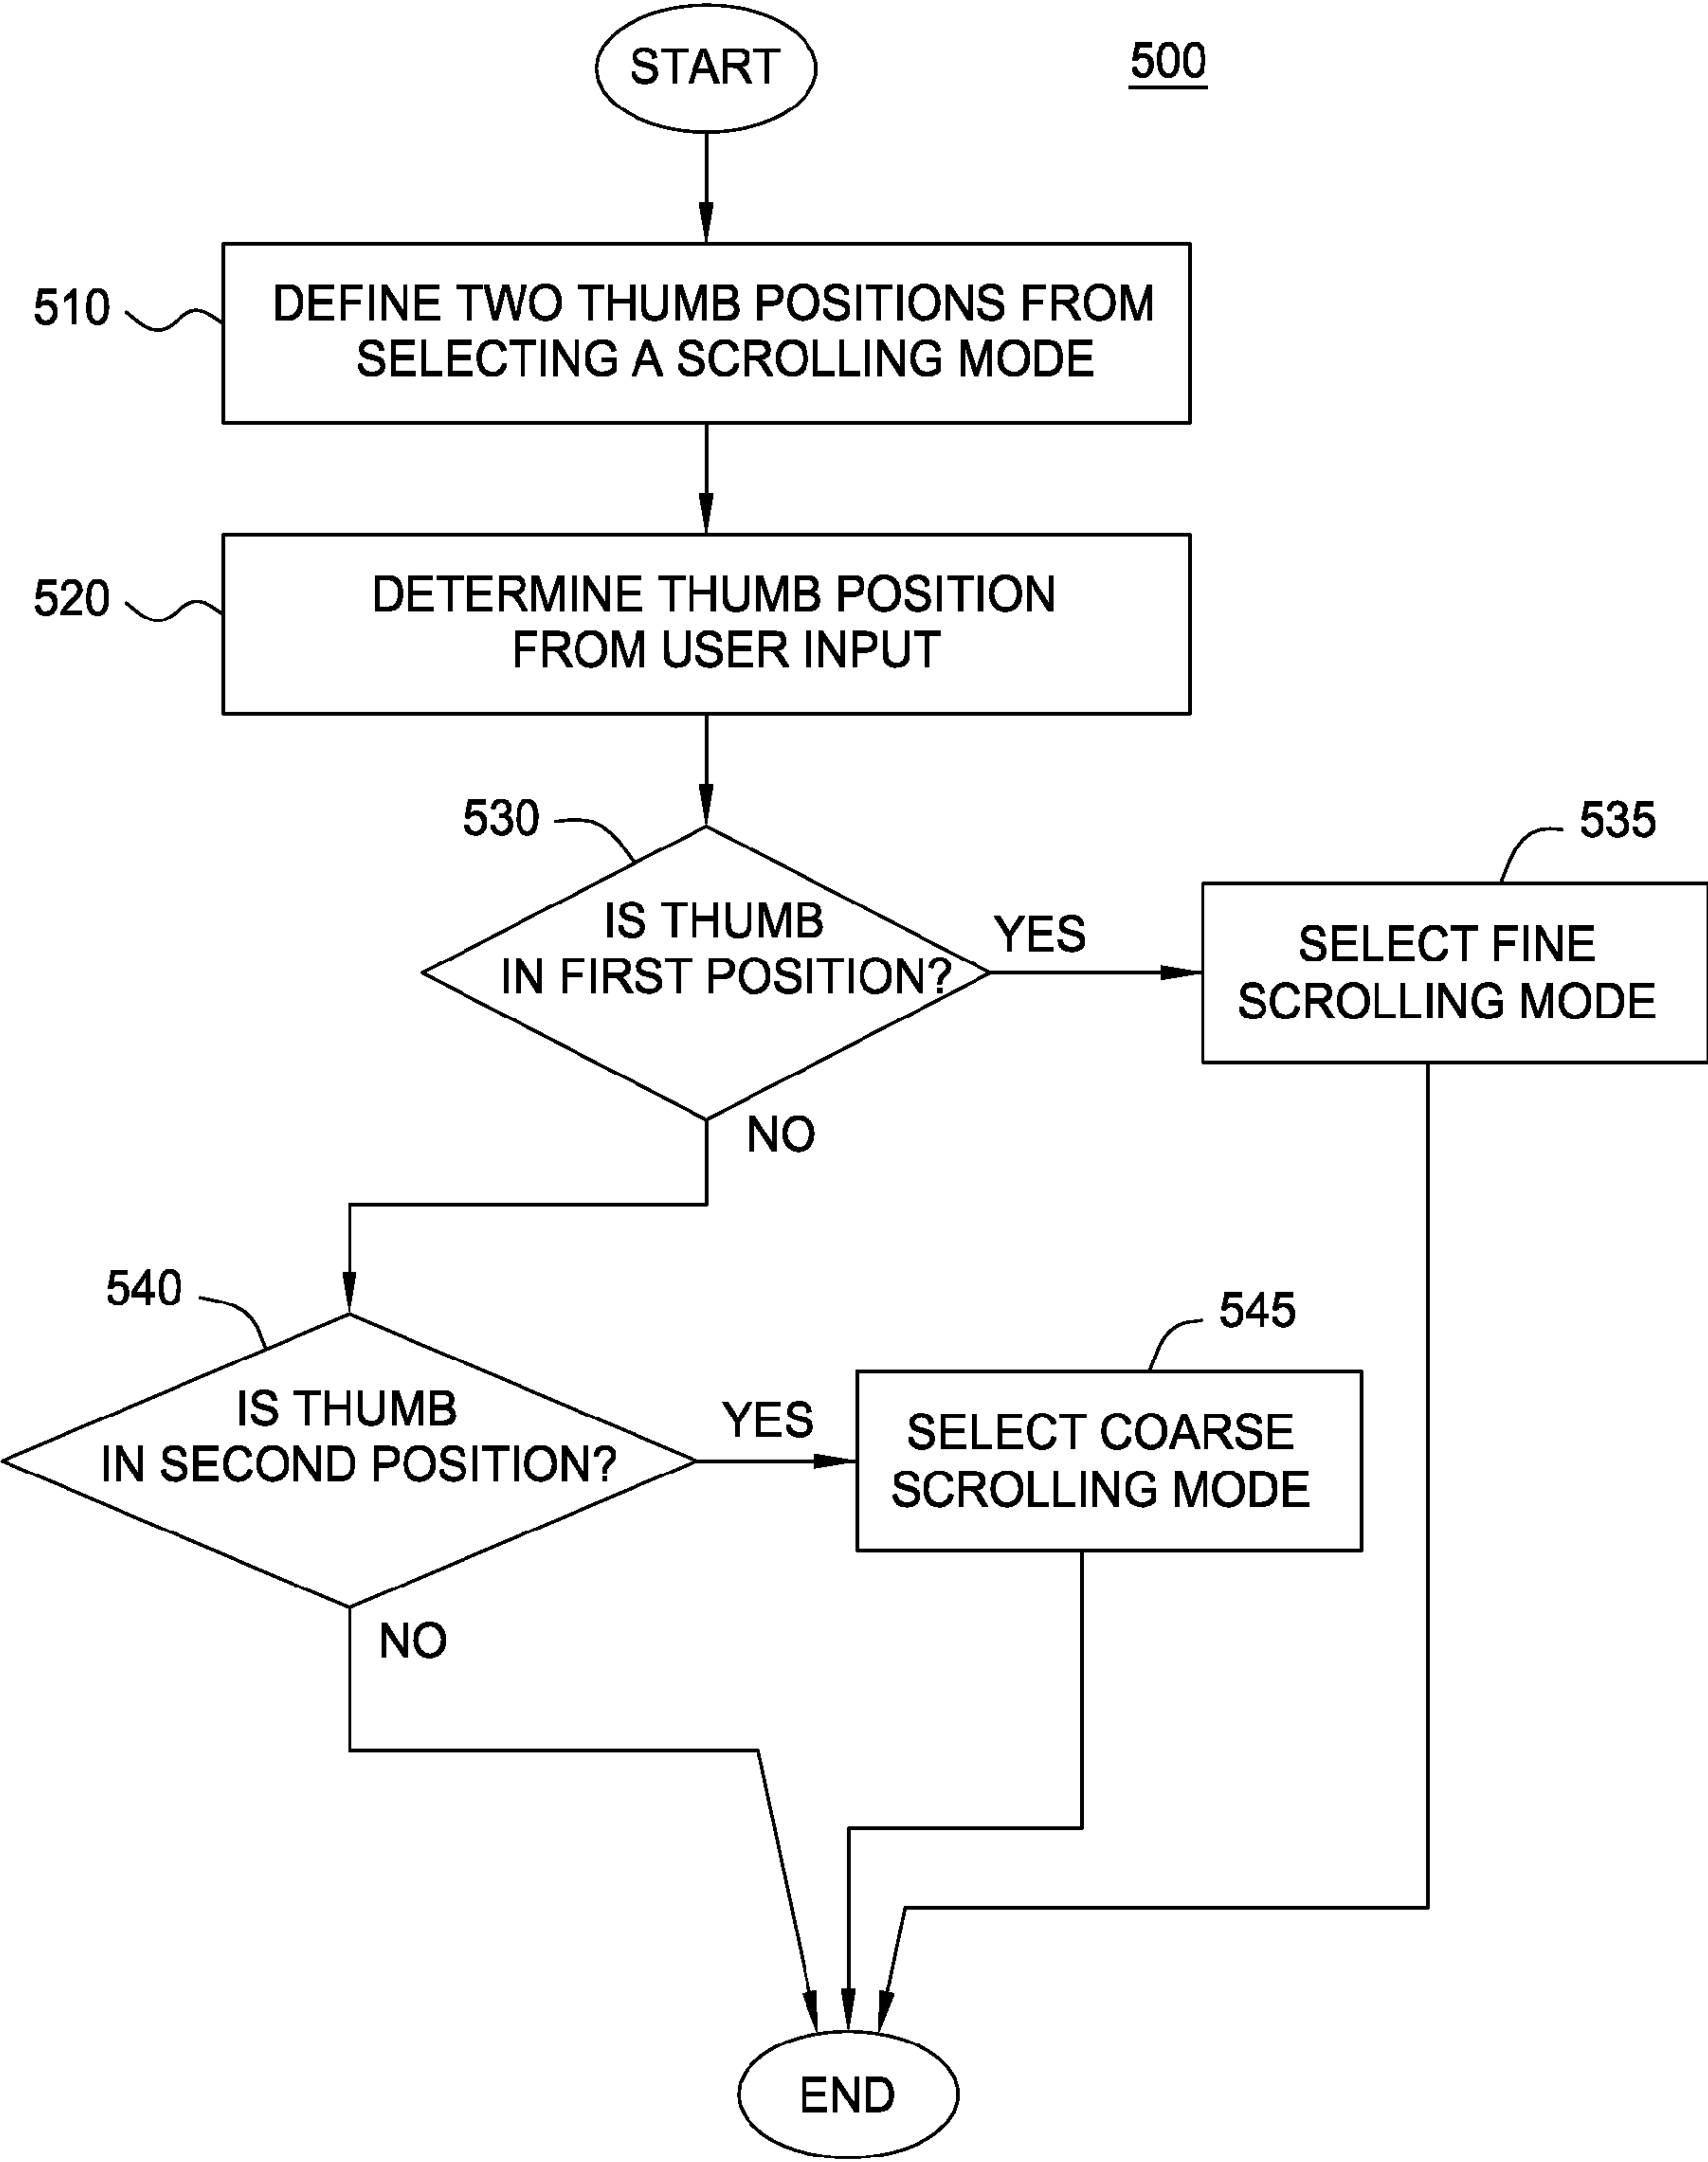 START
500
510
DEFINE TWO THUMB POSITIONS FROM
SELECTING A SCROLLING MODE
520
DETERMINE THUMB POSITION
FROM USER INPUT
530
IS THUMB
IN FIRST POSITION?
YES
535
SELECT FINE
SCROLLING MODE
NO
540
IS THUMB
IN SECOND POSITION?
YES
545
SELECT COARSE
SCROLLING MODE
NO
END